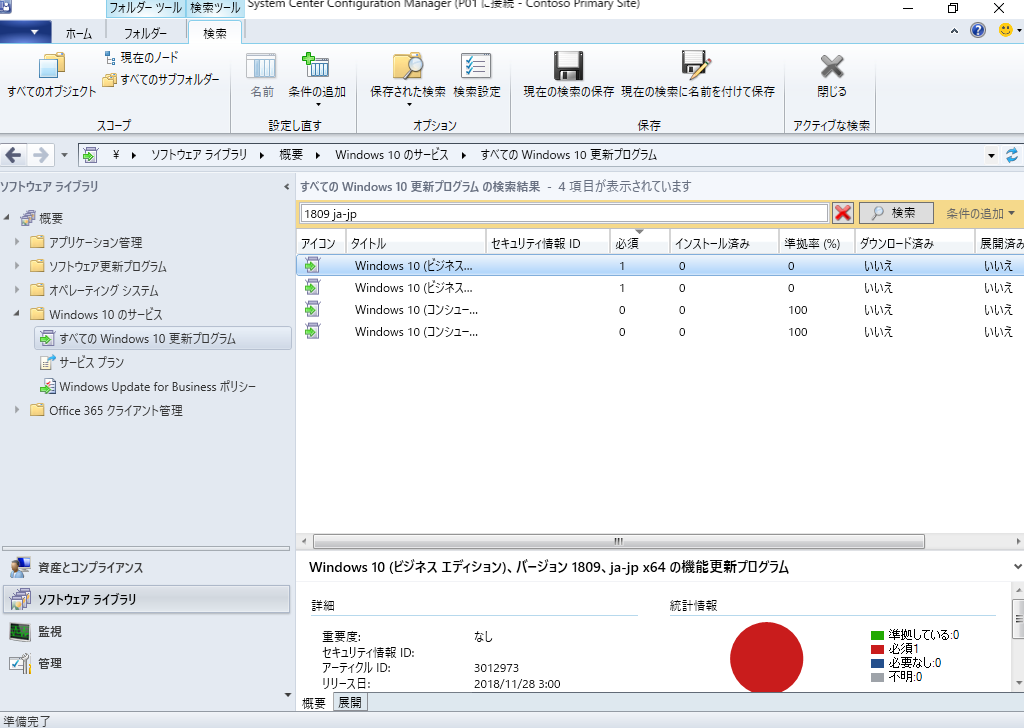 フォルダー ツール 検索ツール System Center Configuration Manager (P01 に接続 - Contoso Primary Site)
ホーム フォルダー 検索
すべてのオブジェクト 現在のノード すべてのサブフォルダー
名前 条件の追加 保存された検索 検索設定 現在の検索の保存 現在の検索に名前を付けて保存 閉じる
スコープ 設定し直す オプション 保存 アクティブな検索
¥ ソフトウェア ライブラリ 概要 Windows 10 のサービス すべての Windows 10 更新プログラム
ソフトウェア ライブラリ
概要
アプリケーション管理
ソフトウェア更新プログラム
オペレーティング システム
Windows 10 のサービス
すべての Windows 10 更新プログラム
サービス プラン
Windows Update for Business ポリシー
Office 365 クライアント管理
資産とコンプライアンス
ソフトウェア ライブラリ
監視
管理
すべての Windows 10 更新プログラム の検索結果 - 4 項目が表示されています
1809 ja-jp 検索 条件の追加
アイコン タイトル セキュリティ情報 ID 必須 インストール済み 準拠率 (%) ダウンロード済み 展開済み
Windows 10 (ビジネス... 1 0 0 いいえ いいえ
Windows 10 (ビジネス... 1 0 0 いいえ いいえ
Windows 10 (コンシュー... 0 0 100 いいえ いいえ
Windows 10 (コンシュー... 0 0 100 いいえ いいえ
Windows 10 (ビジネス エディション)、バージョン 1809、ja-jp x64 の機能更新プログラム
詳細 統計情報
重要度: なし
セキュリティ情報 ID:
アーティクル ID: 3012973
リリース日: 2018/11/28 3:00
準拠している:0
必須1
必要なし:0
不明:0
概要 展開
準備完了